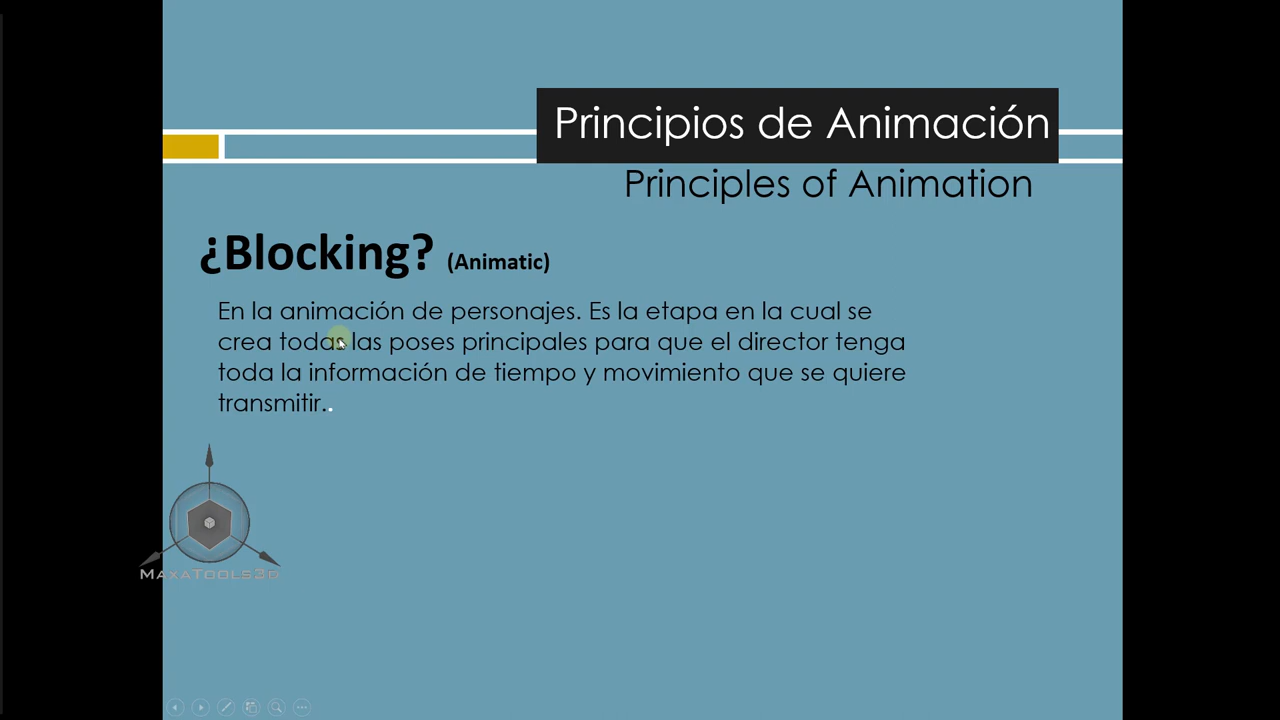 Principios de Animación
Principles of Animation
¿Blocking? (Animatic)
En la animación de personajes. Es la etapa en la cual se
crea todas las poses principales para que el director tenga
toda la información de tiempo y movimiento que se quiere
transmitir..
MaxaTools3d